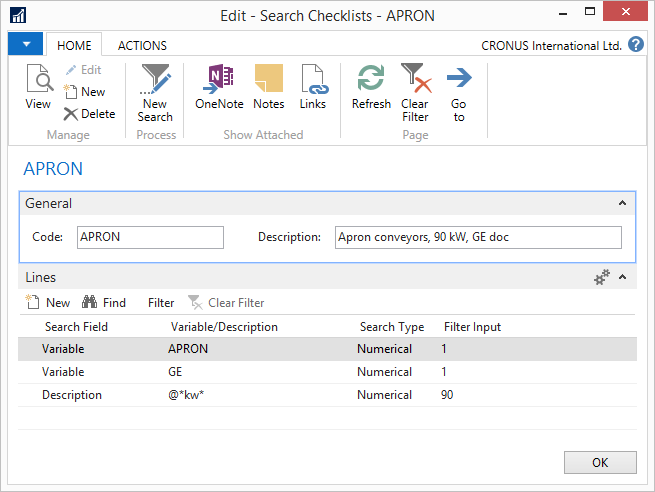 Edit - Search Checklists - APRON
HOME ACTIONS CRONUS International Ltd. ?
View Edit New Delete
Manage
New Search
Process
OneNote Notes Links
Show Attached
Refresh Clear Filter Go to
Page
APRON
General
Code: APRON Description: Apron conveyors, 90 kW, GE doc
Lines
New Find Filter Clear Filter
Search Field Variable/Description Search Type Filter Input
Variable APRON Numerical 1
Variable GE Numerical 1
Description @*kw* Numerical 90
OK